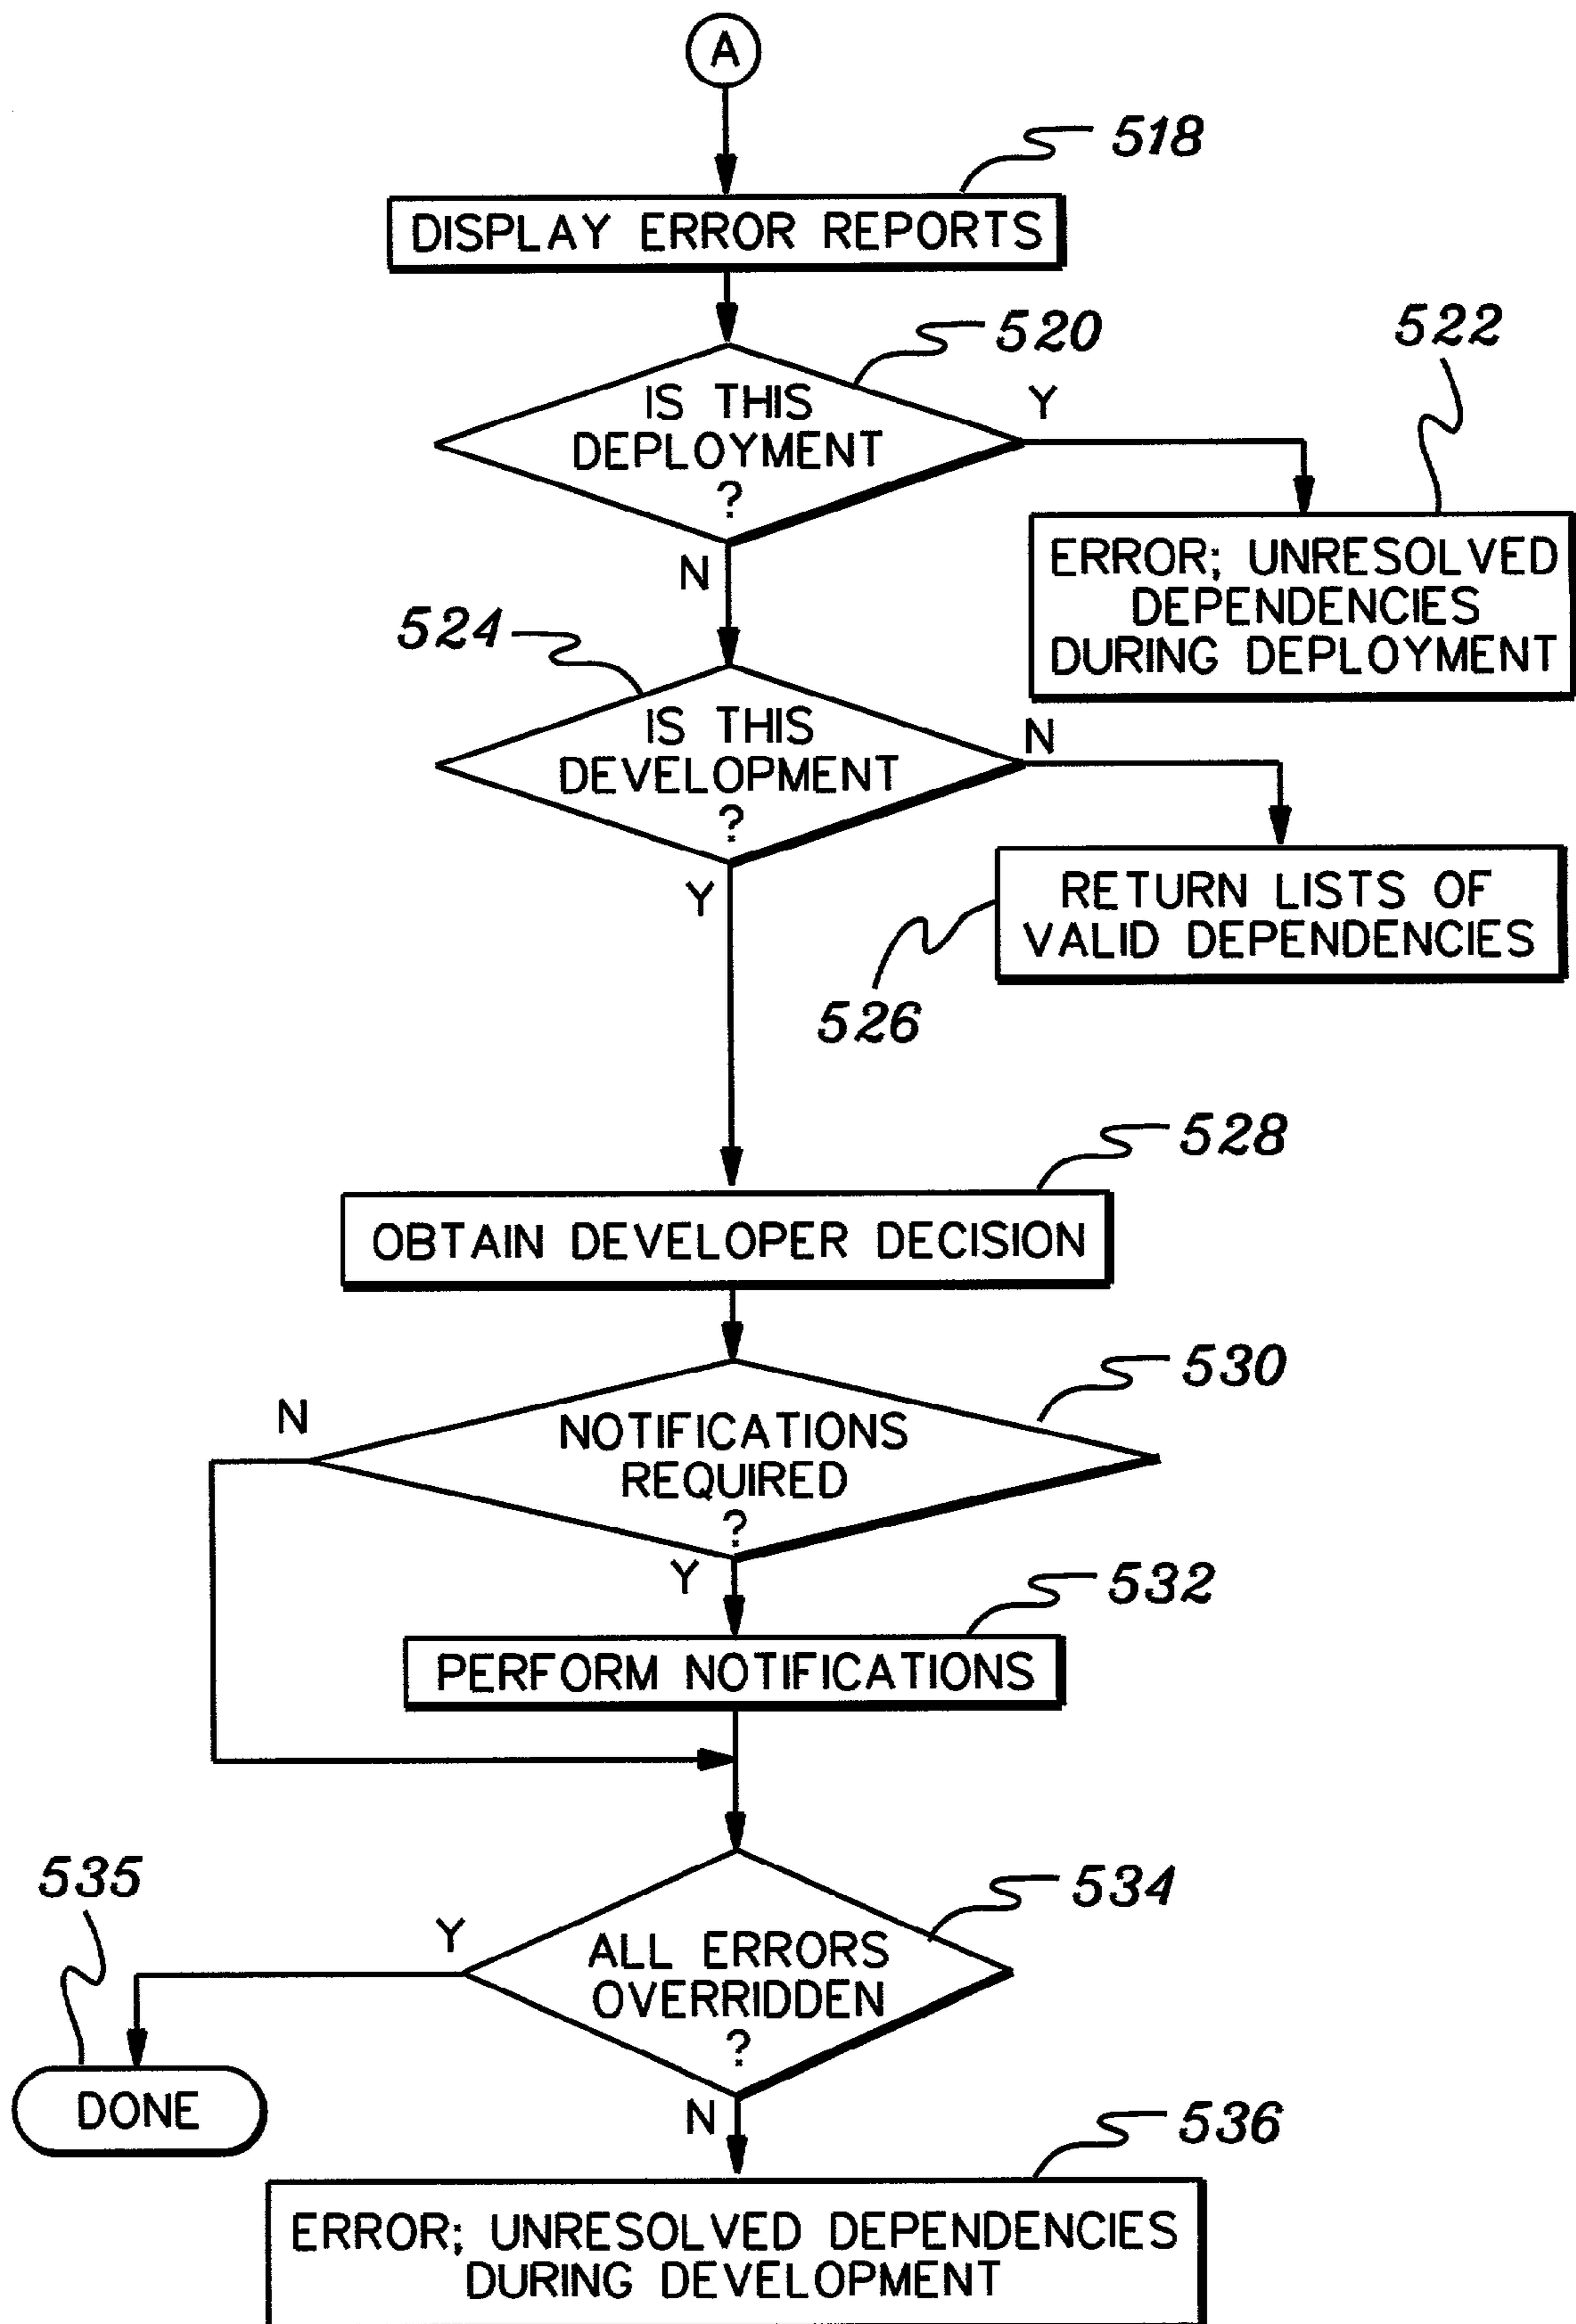 A
518
DISPLAY ERROR REPORTS
520
522
IS THIS
DEPLOYMENT
?
Y
N
ERROR; UNRESOLVED
DEPENDENCIES
DURING DEPLOYMENT
524
IS THIS
DEVELOPMENT
?
N
Y
RETURN LISTS OF
VALID DEPENDENCIES
526
528
OBTAIN DEVELOPER DECISION
530
N
NOTIFICATIONS
REQUIRED
?
Y
532
PERFORM NOTIFICATIONS
535
534
Y
ALL ERRORS
OVERRIDDEN
?
DONE
N
536
ERROR; UNRESOLVED DEPENDENCIES
DURING DEVELOPMENT